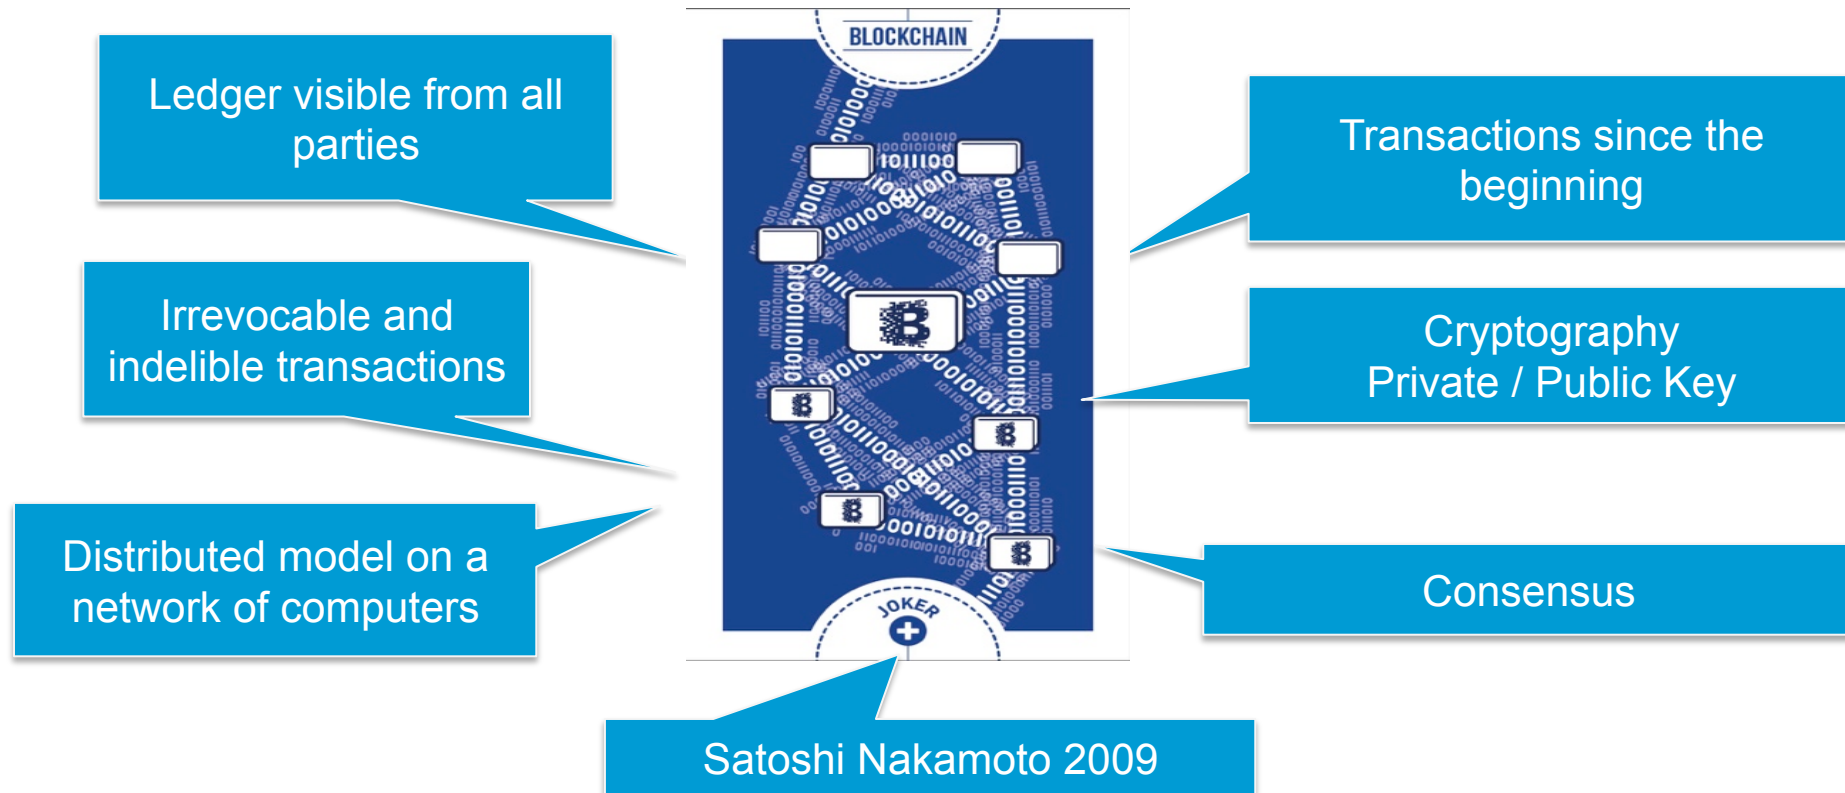 BLOCKCHAIN
Ledger visible from all
parties
Transactions since the
beginning
Irrevocable and
indelible transactions
Cryptography
Private / Public Key
Distributed model on a
network of computers
Consensus
JOKER
Satoshi Nakamoto 2009